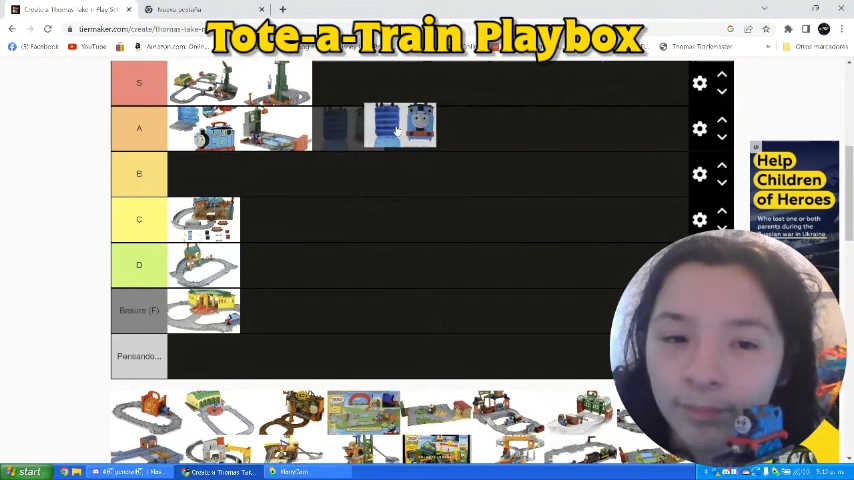 Create a Thomas Take n Play Se
Nueva pestaña
tiermaker.com/create/thomas-take-n
Tote-a-Train Playbox
Facebook
YouTube
Amazon.com
Thomas Trackmaster
Otros marcadores
S
A
B
C
D
Basura (F)
Pensando...
Help
Children
of Heroes
Who lost one or both
parents during the
Russian war in Ukraine.
start
Create a Thomas Tak...
ManyCam